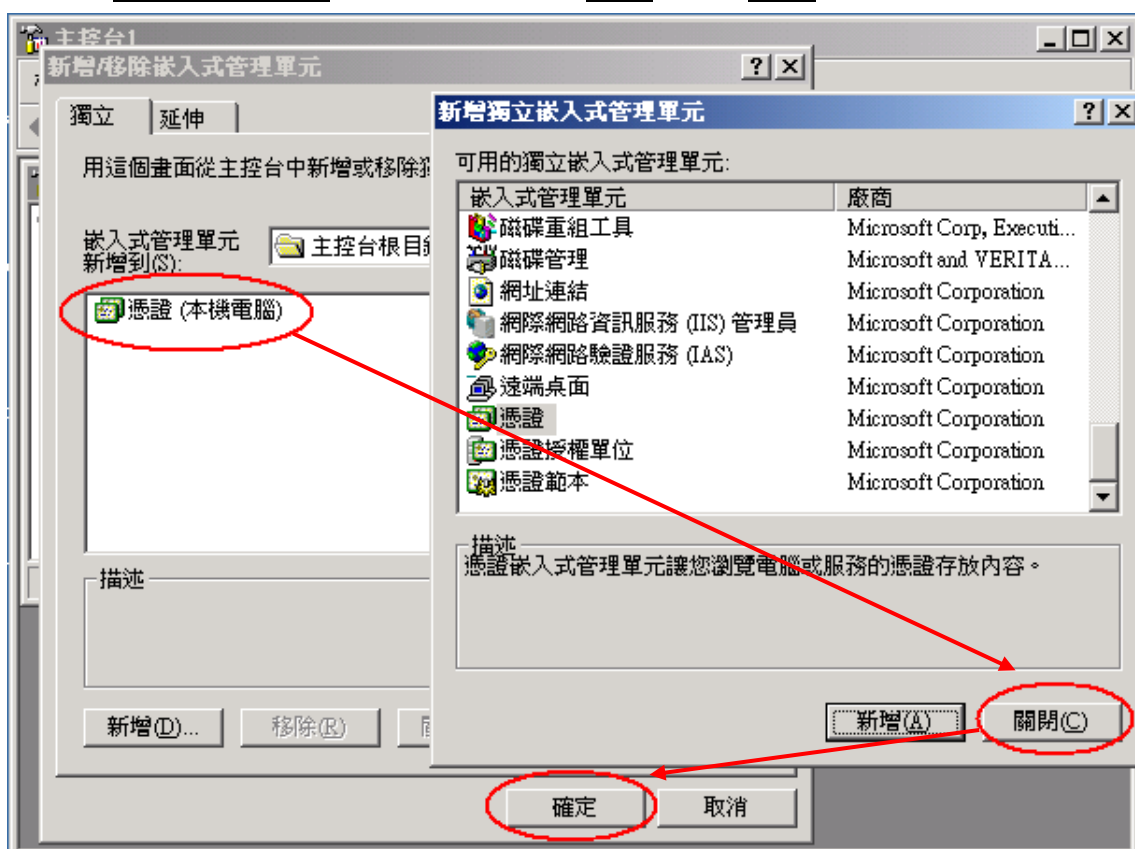 主控台1
新增/移除嵌入式管理單元
獨立
延伸
用這個畫面從主控台中新增或移除
嵌入式管理單元
新增到(S):
主控台根目
憑證 (本機電腦)
描述
新增(D)...
移除(R)
確定
取消
新增獨立嵌入式管理單元
可用的獨立嵌入式管理單元:
嵌入式管理單元 廠商
磁碟重組工具 Microsoft Corp, Executi...
磁碟管理 Microsoft and VERITA...
網址連結 Microsoft Corporation
網際網路資訊服務 (IIS) 管理員 Microsoft Corporation
網際網路驗證服務 (IAS) Microsoft Corporation
遠端桌面 Microsoft Corporation
憑證 Microsoft Corporation
憑證授權單位 Microsoft Corporation
憑證範本 Microsoft Corporation
描述
憑證嵌入式管理單元讓您瀏覽電腦或服務的憑證存放內容。
新增(A)
關閉(C)